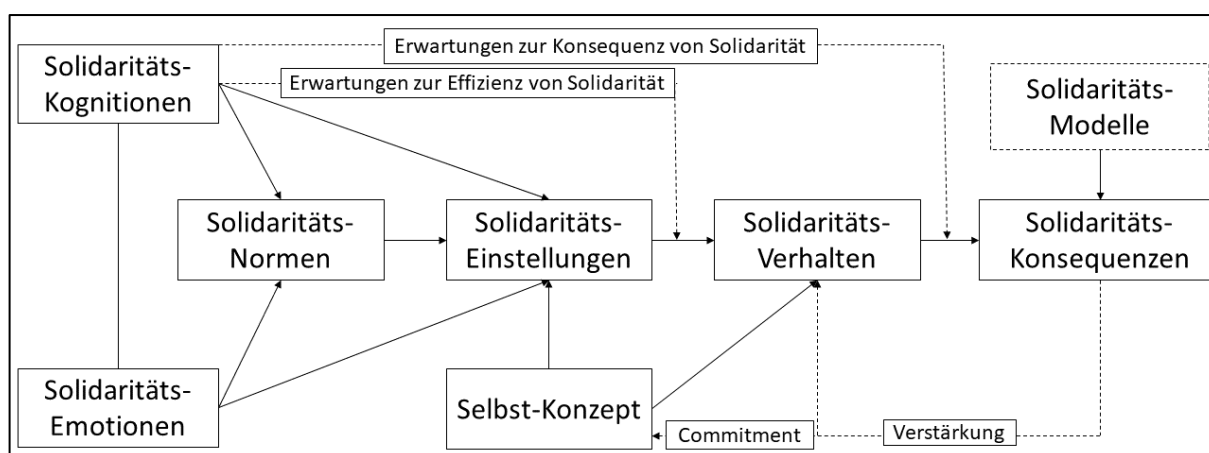 Erwartungen zur Konsequenz von Solidarität
Solidaritäts-
Kognitionen
Erwartungen zur Effizienz von Solidarität
Solidaritäts-
Modelle
Solidaritäts-
Normen
Solidaritäts-
Einstellungen
Solidaritäts-
Verhalten
Solidaritäts-
Konsequenzen
Solidaritäts-
Emotionen
Selbst-Konzept
Commitment
Verstärkung